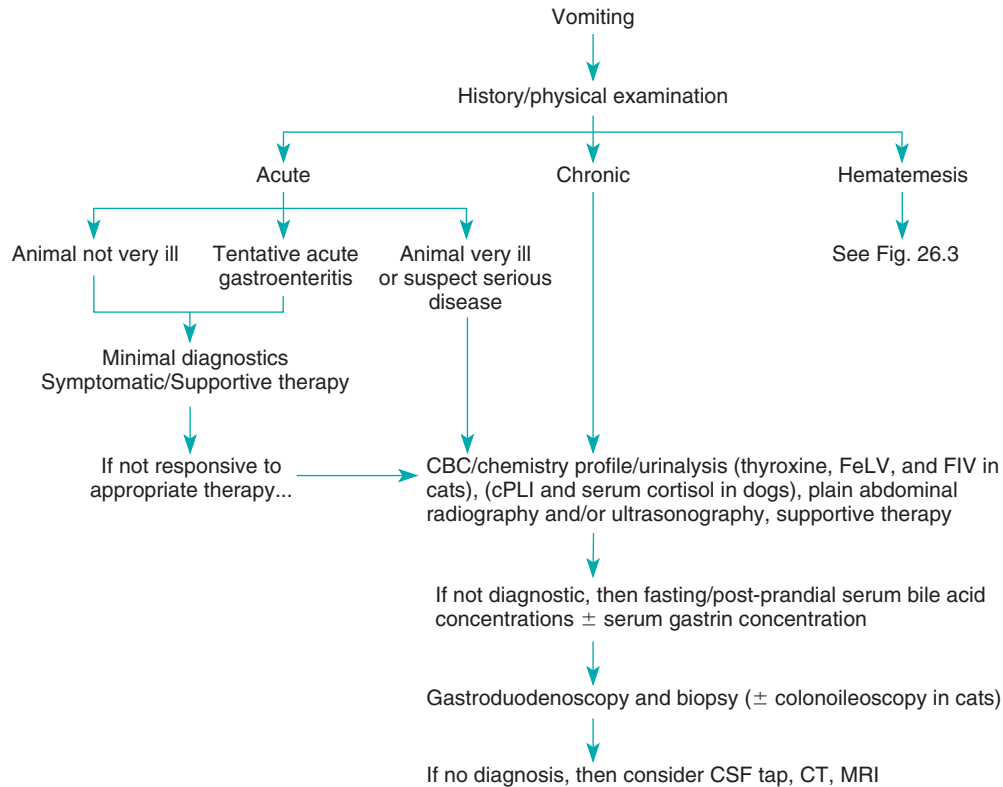 Vomiting
History/physical examination
Acute
Chronic
Hematemesis
Animal not very ill
Tentative acute
gastroenteritis
Animal very ill
or suspect serious
disease
See Fig. 26.3
Minimal diagnostics
Symptomatic/Supportive therapy
If not responsive to
appropriate therapy...
CBC/chemistry profile/urinalysis (thyroxine, FeLV, and FIV in
cats), (cPLI and serum cortisol in dogs), plain abdominal
radiography and/or ultrasonography, supportive therapy
If not diagnostic, then fasting/post-prandial serum bile acid
concentrations ± serum gastrin concentration
Gastroduodenoscopy and biopsy (± colonoileoscopy in cats)
If no diagnosis, then consider CSF tap, CT, MRI